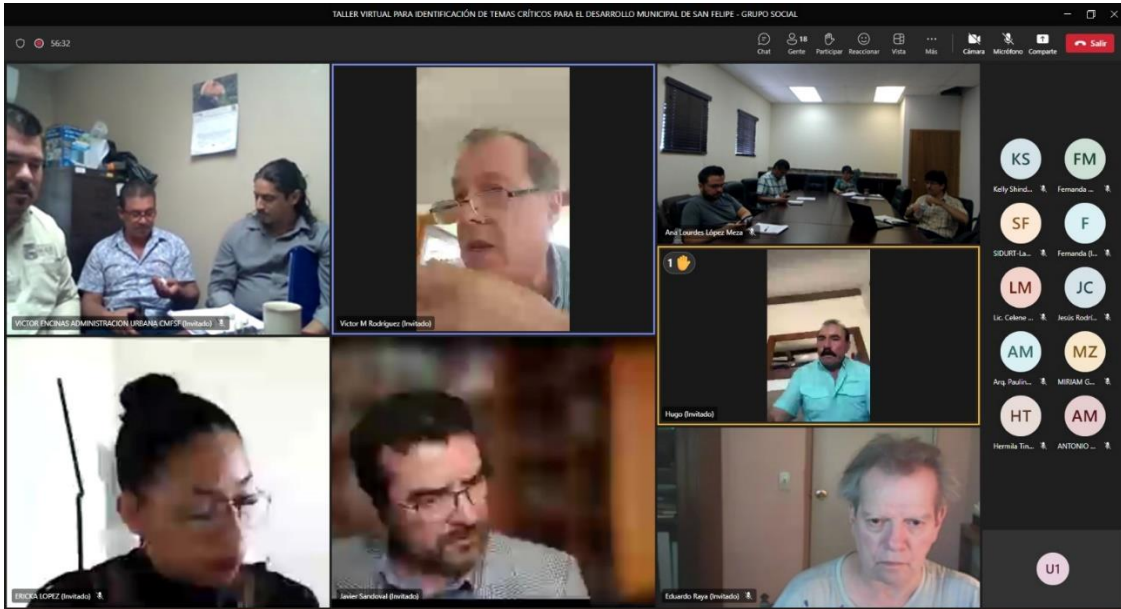 TALLER VIRTUAL PARA IDENTIFICACIÓN DE TEMAS CRÍTICOS PARA EL DESARROLLO MUNICIPAL DE SAN FELIPE - GRUPO SOCIAL
56:32
Chat
Gente 18
Participar
Reaccionar
Vista
Más
Cámara
Micrófono
Comparte
Salir
VICTOR ENCINAS ADMINISTRACION URBANA CMFSF (Invitado)
Victor M Rodríguez (Invitado)
Ana Lourdes López Meza
1
Hugo (Invitado)
ERICKA LOPEZ (Invitado)
Javier Sandoval (Invitado)
Eduardo Raya (Invitado)
KS
FM
Kelly Shind...
Fernanda ...
SF
F
SIDURT-La...
Fernanda (I...
LM
JC
Lic. Celene ...
Jesús Rodrí...
AM
MZ
Arq. Paulin...
MIRIAM G...
HT
AM
Hermila Tin...
ANTONIO ...
U1